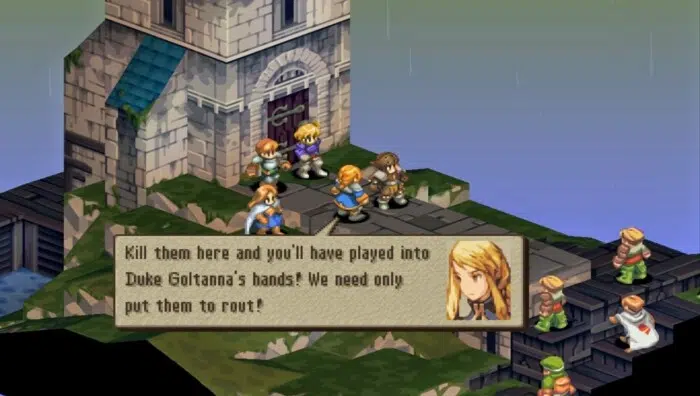 Kill them here and you'll have played into
Duke Goltanna's hands! We need only
put them to rout!